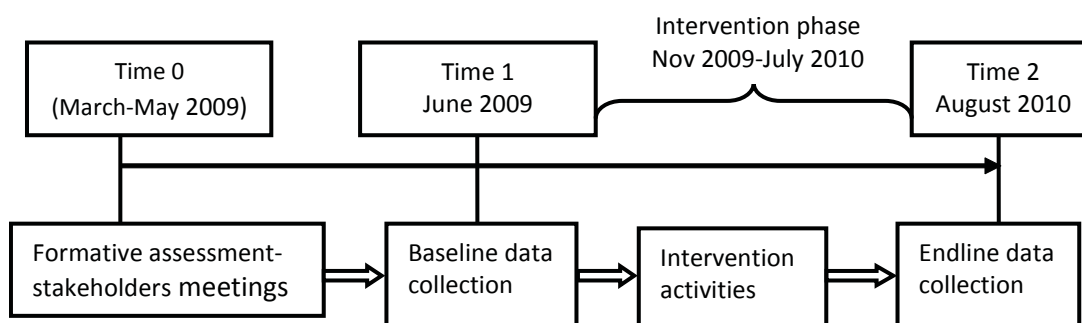 Time 0
(March-May 2009)
Time 1
June 2009
Intervention phase
Nov 2009-July 2010
Time 2
August 2010
Formative assessment-
stakeholders meetings
Baseline data
collection
Intervention
activities
Endline data
collection